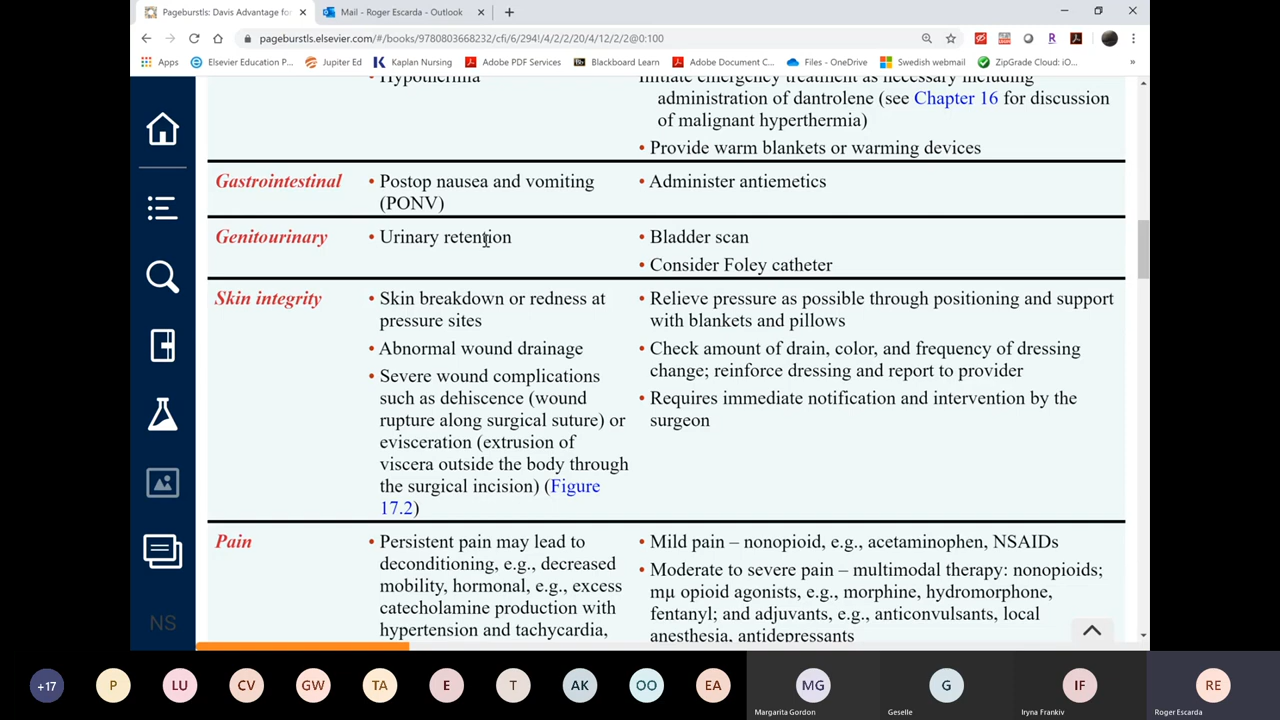 Pageburstls: Davis Advantage for
Mail - Roger Escarda - Outlook
pageburstls.elsevier.com/#/books/9780803668232/cfi/6/294!/4/2/2/20/4/12/2/2@0:100
Apps
Elsevier Education P...
Jupiter Ed
Kaplan Nursing
Adobe PDF Services
Blackboard Learn
Adobe Document C...
Files - OneDrive
Swedish webmail
ZipGrade Cloud: iO...
• Hypothermia
Initiate emergency treatment as necessary including
administration of dantrolene (see Chapter 16 for discussion
of malignant hyperthermia)
• Provide warm blankets or warming devices
Gastrointestinal
• Postop nausea and vomiting
(PONV)
• Administer antiemetics
Genitourinary
• Urinary retention
• Bladder scan
• Consider Foley catheter
Skin integrity
• Skin breakdown or redness at
pressure sites
• Abnormal wound drainage
• Severe wound complications
such as dehiscence (wound
rupture along surgical suture) or
evisceration (extrusion of
viscera outside the body through
the surgical incision) (Figure
17.2)
• Relieve pressure as possible through positioning and support
with blankets and pillows
• Check amount of drain, color, and frequency of dressing
change; reinforce dressing and report to provider
• Requires immediate notification and intervention by the
surgeon
Pain
• Persistent pain may lead to
deconditioning, e.g., decreased
mobility, hormonal, e.g., excess
catecholamine production with
hypertension and tachycardia,
• Mild pain – nonopioid, e.g., acetaminophen, NSAIDs
• Moderate to severe pain – multimodal therapy: nonopioids;
mμ opioid agonists, e.g., morphine, hydromorphone,
fentanyl; and adjuvants, e.g., anticonvulsants, local
anesthesia, antidepressants
NS
+17
P
LU
CV
GW
TA
E
T
AK
OO
EA
MG
Margarita Gordon
G
Geselle
IF
Iryna Frankiv
RE
Roger Escarda